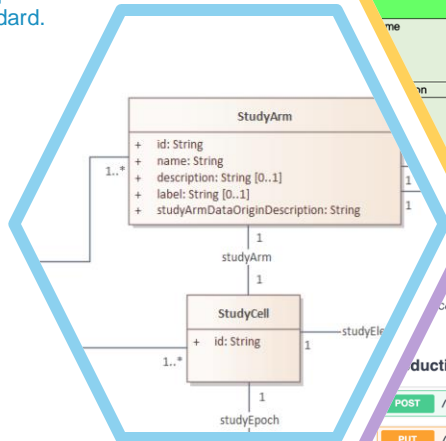 dard.
me
on
StudyArm
+ id: String
+ name: String
+ description: String [0..1]
+ label: String [0..1]
+ studyArmDataOriginDescription: String
1..*
1
1
1
studyArm
1
StudyCell
+ id: String
1
studyEle
1..*
1
studyEpoch
ducti
POST /
PUT /